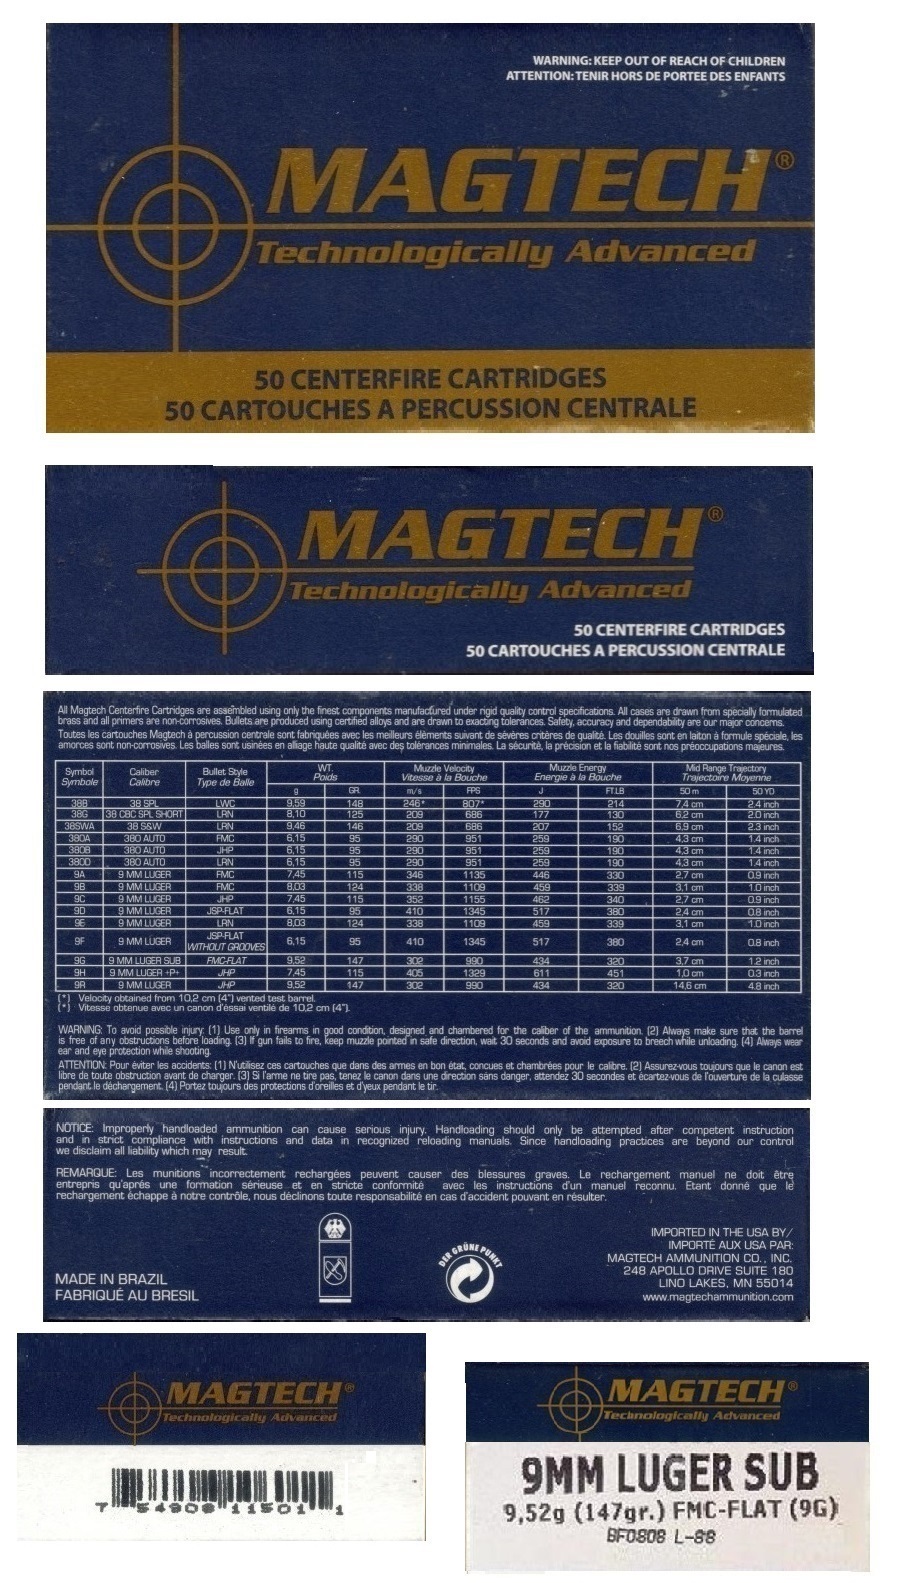 WARNING: KEEP OUT OF REACH OF CHILDREN
ATTENTION: TENIR HORS DE PORTEE DES ENFANTS
MAGTECH®
Technologically Advanced
50 CENTERFIRE CARTRIDGES
50 CARTOUCHES A PERCUSSION CENTRALE
MAGTECH®
Technologically Advanced
50 CENTERFIRE CARTRIDGES
50 CARTOUCHES A PERCUSSION CENTRALE
All Magtech Centerfire Cartridges are assembled using only the finest components manufactured under rigid quality control specifications. All cases are drawn from specially formulated
brass and all primers are non-corrosives. Bullets are produced using certified alloys and are drawn to exacting tolerances. Safety, accuracy and dependability are our major concerns.
Toutes les cartouches Magtech à percussion centrale sont fabriquées avec les meilleurs éléments suivant de sévères critères de qualité. Les douilles sont en laiton à formule spéciale, les
amorces sont non-corrosives. Les balles sont usinées en alliage haute qualité avec des tolérances minimales. La sécurité, la précision et la fiabilité sont nos préoccupations majeures.
Symbol Caliber Bullet Style WT. Muzzle Velocity Muzzle Energy Mid Range Trajectory
Symbole Calibre Type de Balle Poids Vitesse à la Bouche Energie à la Bouche Trajectoire Moyenne
g GR. m/s FPS J FT.LB 50 m 50 YD
38B 38 SPL LWC 9,59 148 246* 807* 290 214 7,4 cm 2.4 inch
38G 38 CBC SPL SHORT LRN 8,10 125 209 686 177 130 6,2 cm 2.0 inch
38SWA 38 S&W LRN 9,46 146 209 686 207 152 6,9 cm 2.3 inch
380A 380 AUTO FMC 6,15 95 290 951 259 190 4,3 cm 1.4 inch
380B 380 AUTO JHP 6,15 95 290 951 259 190 4,3 cm 1.4 inch
380D 380 AUTO LRN 6,15 95 290 951 259 190 4,3 cm 1.4 inch
9A 9 MM LUGER FMC 7,45 115 346 1135 446 330 2,7 cm 0.9 inch
9B 9 MM LUGER FMC 8,03 124 338 1109 459 339 3,1 cm 1.0 inch
9C 9 MM LUGER JHP 7,45 115 352 1155 462 340 2,7 cm 0.9 inch
9D 9 MM LUGER JSP-FLAT 6,15 95 410 1345 517 380 2,4 cm 0.8 inch
9E 9 MM LUGER LRN 8,03 124 338 1109 459 339 3,1 cm 1.0 inch
9F 9 MM LUGER JSP-FLAT WITHOUT GROOVES 6,15 95 410 1345 517 380 2,4 cm 0.8 inch
9G 9 MM LUGER SUB FMC-FLAT 9,52 147 302 990 434 320 3,7 cm 1.2 inch
9H 9 MM LUGER +P+ JHP 7,45 115 405 1329 611 451 1,0 cm 0.3 inch
9R 9 MM LUGER JHP 9,52 147 302 990 434 320 14,6 cm 4.8 inch
(*) Velocity obtained from 10,2 cm (4") vented test barrel.
(*) Vitesse obtenue avec un canon d'éssai ventilé de 10,2 cm (4").
WARNING: To avoid possible injury: (1) Use only in firearms in good condition, designed and chambered for the caliber of the ammunition. (2) Always make sure that the barrel
is free of any obstructions before loading. (3) If gun fails to fire, keep muzzle pointed in safe direction, wait 30 seconds and avoid exposure to breech while unloading. (4) Always wear
ear and eye protection while shooting.
ATTENTION: Pour éviter les accidents: (1) N'utilisez ces cartouches que dans des armes en bon état, concues et chambrées pour le calibre. (2) Assurez-vous toujours que le canon est
libre de toute obstruction avant de charger. (3) Si l'arme ne tire pas, tenez le canon dans une direction sans danger, attendez 30 secondes et écartez-vous de l'ouverture de la culasse
pendant le déchargement. (4) Portez toujours des protections d'oreilles et d'yeux pendant le tir.
NOTICE: Improperly handloaded ammunition can cause serious injury. Handloading should only be attempted after competent instruction
and in strict compliance with instructions and data in recognized reloading manuals. Since handloading practices are beyond our control
we disclaim all liability which may result.
REMARQUE: Les munitions incorrectement rechargées peuvent causer des blessures graves. Le rechargement manuel ne doit être
entrepris qu'aprés une formation sérieuse et en stricte conformité avec les instructions d'un manuel reconnu. Etant donné que le
rechargement échappe à notre contrôle, nous déclinons toute responsabilité en cas d'accident pouvant en résulter.
MADE IN BRAZIL
FABRIQUÉ AU BRESIL
DER GRÜNE PUNKT
IMPORTED IN THE USA BY/
IMPORTÉ AUX USA PAR:
MAGTECH AMMUNITION CO., INC.
248 APOLLO DRIVE SUITE 180
LINO LAKES, MN 55014
www.magtechammunition.com
MAGTECH®
Technologically Advanced
7 54908 11501 1
MAGTECH®
Technologically Advanced
9MM LUGER SUB
9,52g (147gr.) FMC-FLAT (9G)
BF0808 L-88